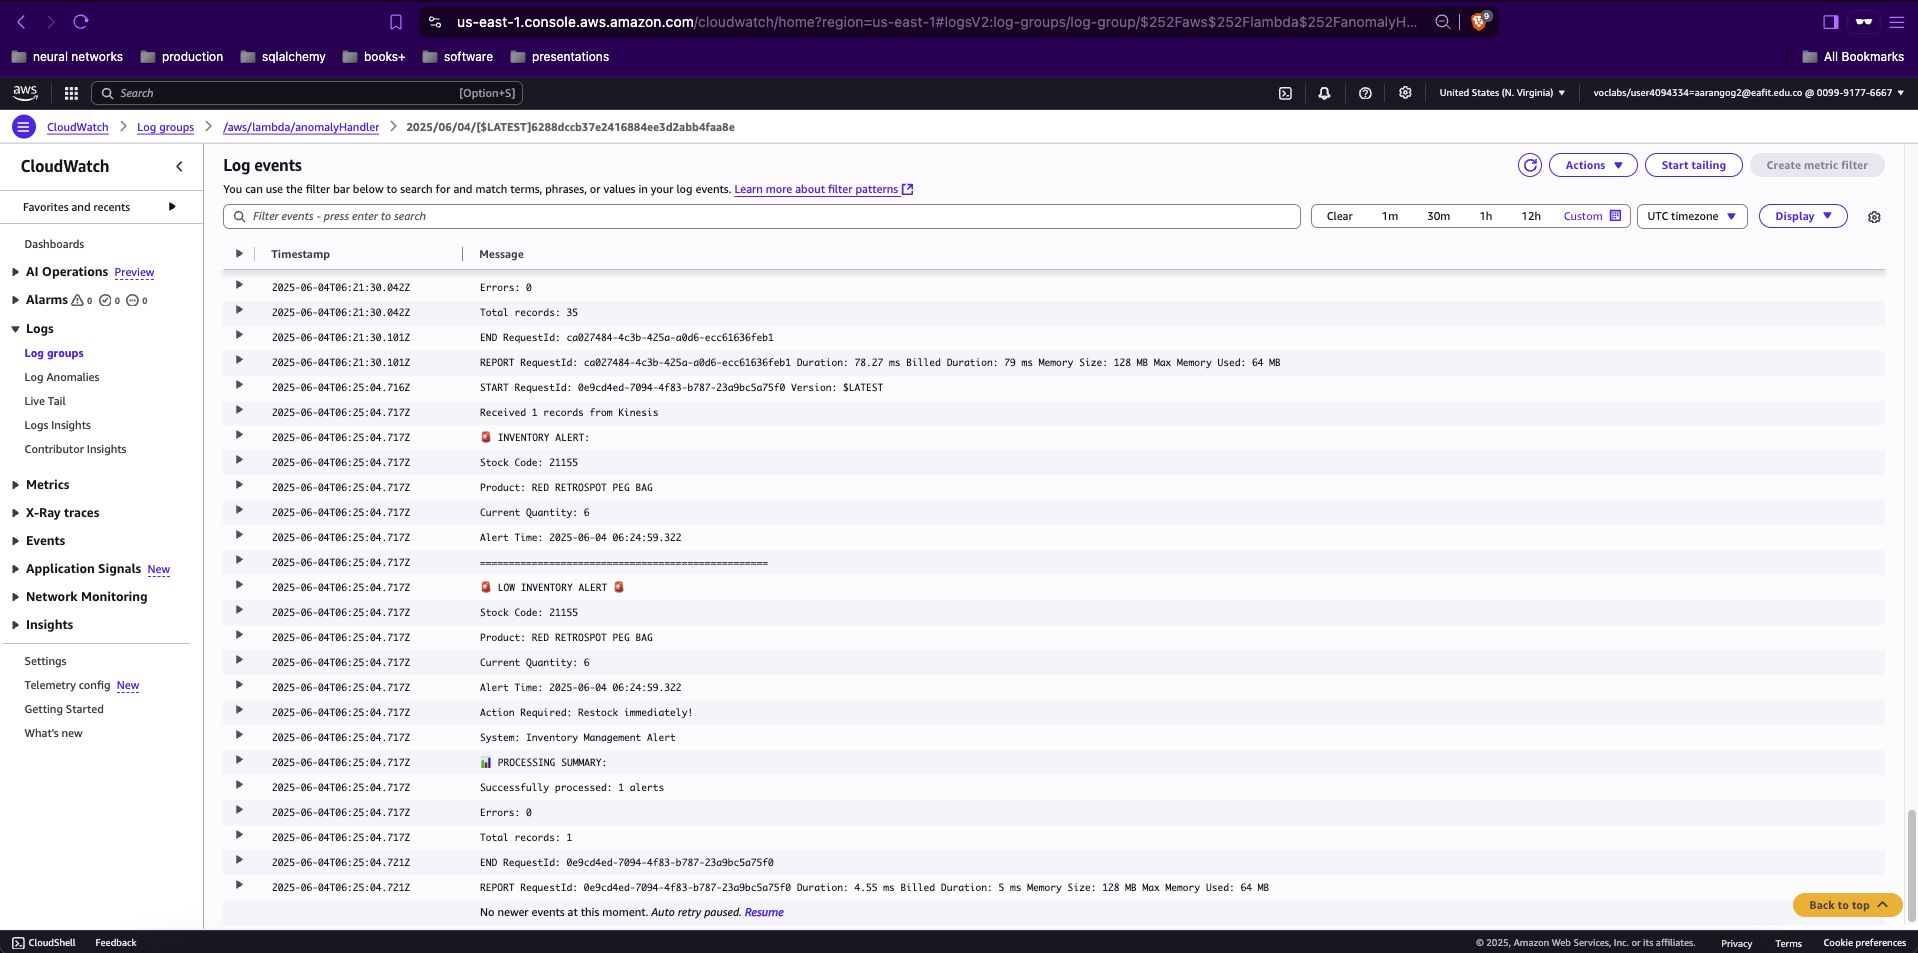 us-east-1.console.aws.amazon.com/cloudwatch/home?region=us-east-1#logsV2:log-groups/log-group/$252Faws$252Flambda$252FanomalyH... 9
neural networks production sqlalchemy books+ software presentations All Bookmarks
aws Search [Option+S] United States (N. Virginia) voclabs/user4094334=aarangog2@eafit.edu.co @ 0099-9177-6667
CloudWatch Log groups /aws/lambda/anomalyHandler 2025/06/04/[$LATEST]6288dccb37e2416884ee3d2abb4faa8e
CloudWatch
Favorites and recents
Dashboards
AI Operations Preview
Alarms 0 0 0
Logs
Log groups
Log Anomalies
Live Tail
Logs Insights
Contributor Insights
Metrics
X-Ray traces
Events
Application Signals New
Network Monitoring
Insights
Settings
Telemetry config New
Getting Started
What's new
Log events Actions Start tailing Create metric filter
You can use the filter bar below to search for and match terms, phrases, or values in your log events. Learn more about filter patterns
Filter events - press enter to search Clear 1m 30m 1h 12h Custom UTC timezone Display
Timestamp Message
2025-06-04T06:21:30.042Z Errors: 0
2025-06-04T06:21:30.042Z Total records: 35
2025-06-04T06:21:30.101Z END RequestId: ca027484-4c3b-425a-a0d6-ecc61636feb1
2025-06-04T06:21:30.101Z REPORT RequestId: ca027484-4c3b-425a-a0d6-ecc61636feb1 Duration: 78.27 ms Billed Duration: 79 ms Memory Size: 128 MB Max Memory Used: 64 MB
2025-06-04T06:25:04.716Z START RequestId: 0e9cd4ed-7094-4f83-b787-23a9bc5a75f0 Version: $LATEST
2025-06-04T06:25:04.717Z Received 1 records from Kinesis
2025-06-04T06:25:04.717Z 🚨 INVENTORY ALERT:
2025-06-04T06:25:04.717Z Stock Code: 21155
2025-06-04T06:25:04.717Z Product: RED RETROSPOT PEG BAG
2025-06-04T06:25:04.717Z Current Quantity: 6
2025-06-04T06:25:04.717Z Alert Time: 2025-06-04 06:24:59.322
2025-06-04T06:25:04.717Z ==================================================
2025-06-04T06:25:04.717Z 🚨 LOW INVENTORY ALERT 🚨
2025-06-04T06:25:04.717Z Stock Code: 21155
2025-06-04T06:25:04.717Z Product: RED RETROSPOT PEG BAG
2025-06-04T06:25:04.717Z Current Quantity: 6
2025-06-04T06:25:04.717Z Alert Time: 2025-06-04 06:24:59.322
2025-06-04T06:25:04.717Z Action Required: Restock immediately!
2025-06-04T06:25:04.717Z System: Inventory Management Alert
2025-06-04T06:25:04.717Z 📊 PROCESSING SUMMARY:
2025-06-04T06:25:04.717Z Successfully processed: 1 alerts
2025-06-04T06:25:04.717Z Errors: 0
2025-06-04T06:25:04.717Z Total records: 1
2025-06-04T06:25:04.721Z END RequestId: 0e9cd4ed-7094-4f83-b787-23a9bc5a75f0
2025-06-04T06:25:04.721Z REPORT RequestId: 0e9cd4ed-7094-4f83-b787-23a9bc5a75f0 Duration: 4.55 ms Billed Duration: 5 ms Memory Size: 128 MB Max Memory Used: 64 MB
No newer events at this moment. Auto retry paused. Resume
Back to top
CloudShell Feedback © 2025, Amazon Web Services, Inc. or its affiliates. Privacy Terms Cookie preferences